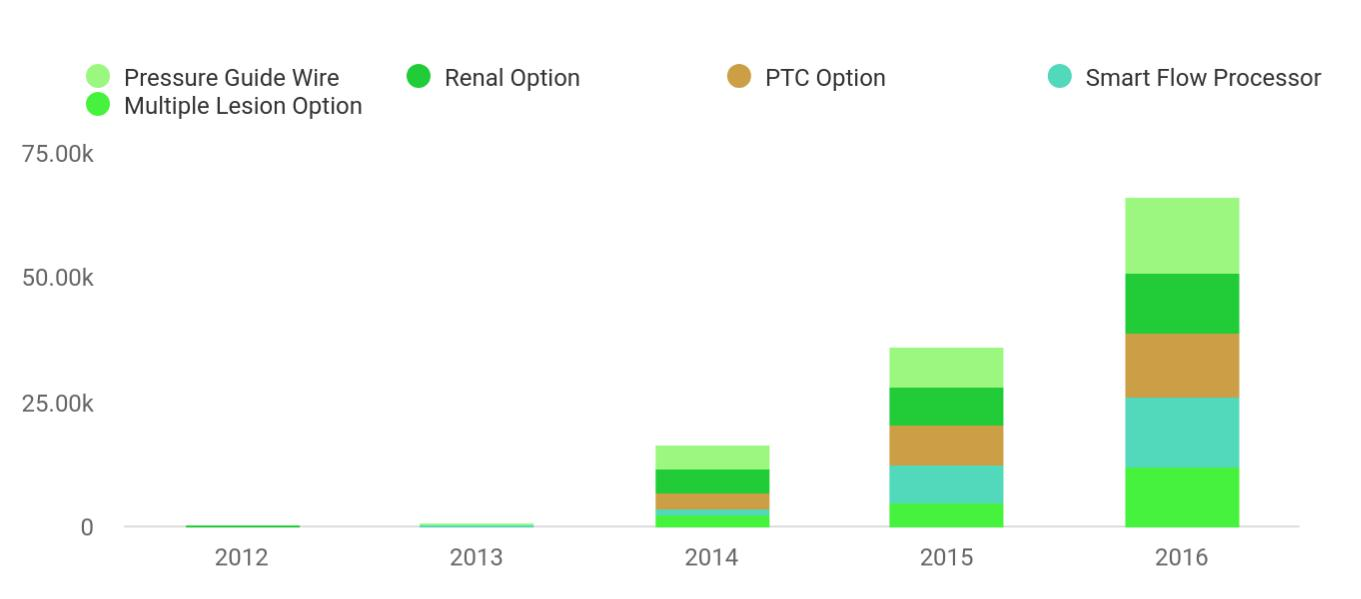 Pressure Guide Wire
Renal Option
PTC Option
Smart Flow Processor
Multiple Lesion Option
75.00k
50.00k
25.00k
0
2012
2013
2014
2015
2016